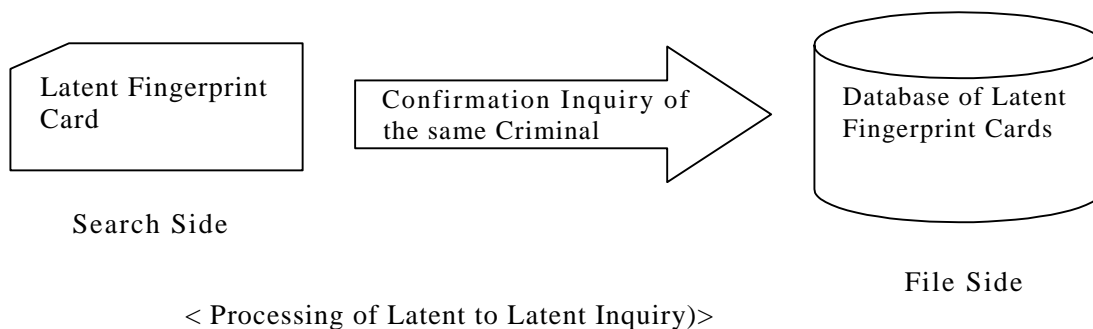 Latent Fingerprint
Card
Confirmation Inquiry of
the same Criminal
Database of Latent
Fingerprint Cards
Search Side
File Side
< Processing of Latent to Latent Inquiry)>